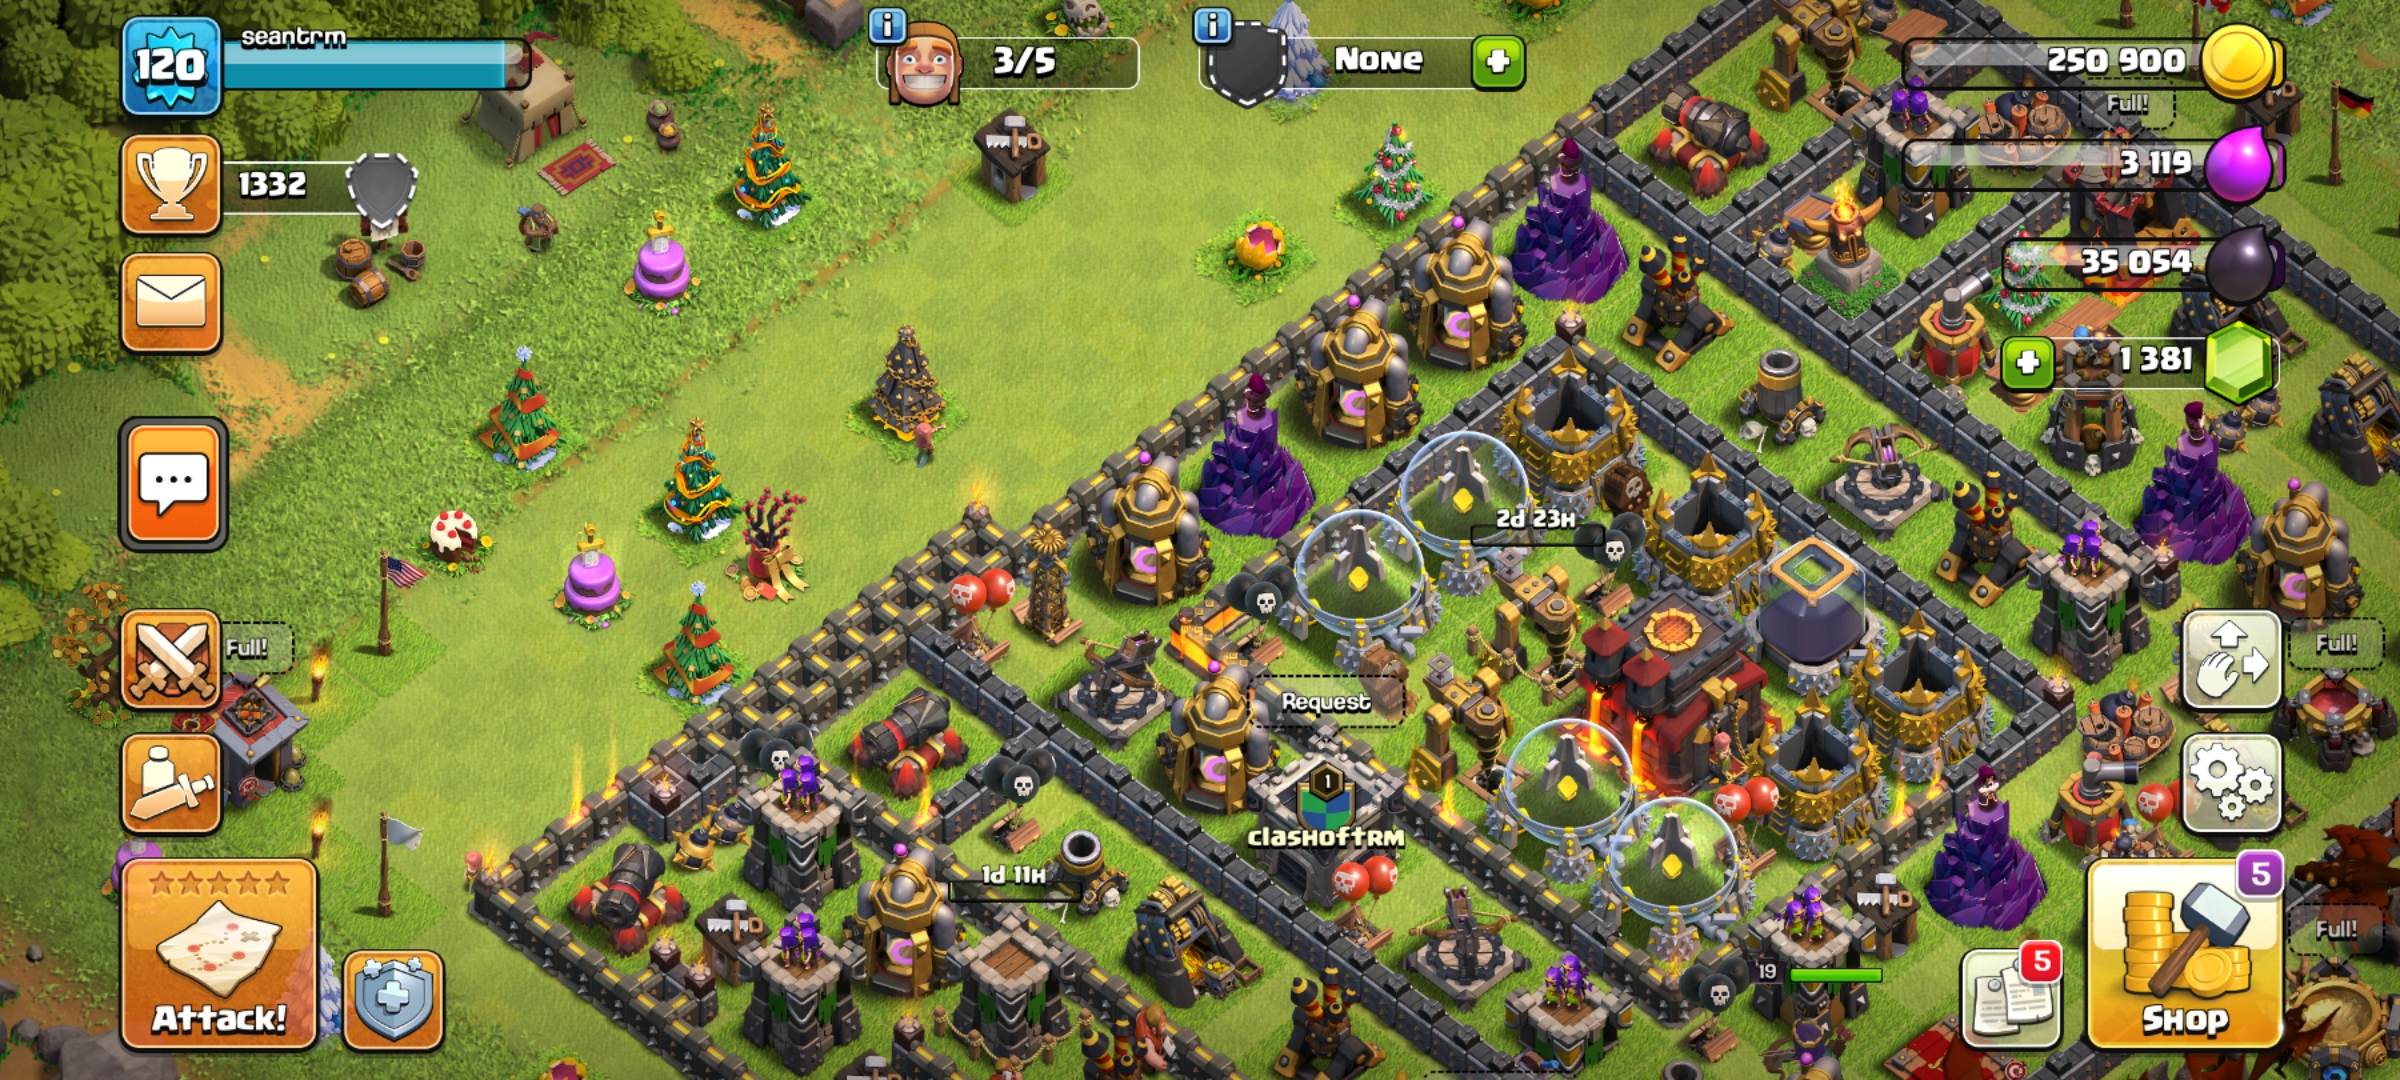 120
seantrm
3/5
None
250 900
Full!
1332
3 119
35 054
1 381
2d 23h
Full!
Full!
Request
1
clashoftrm
1d 11h
5
Full!
19
5
Attack!
Shop